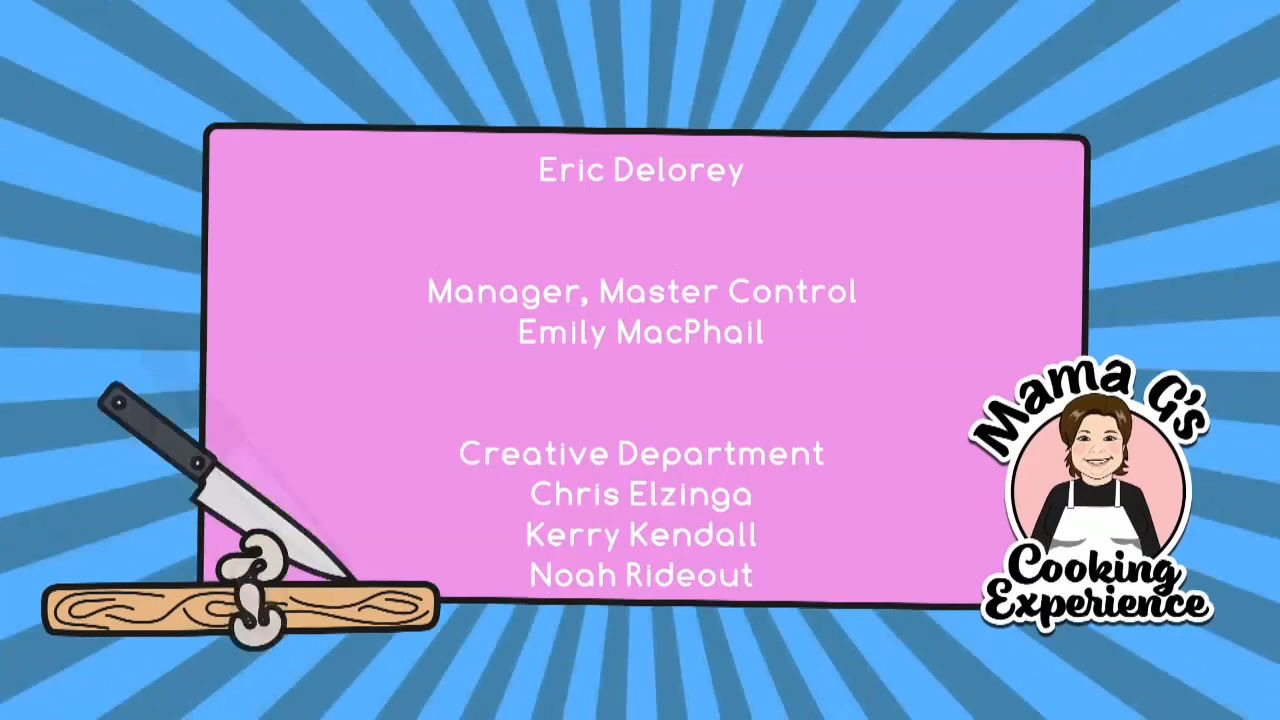 Eric Delorey
Manager, Master Control
Emily MacPhail
Creative Department
Chris Elzinga
Kerry Kendall
Noah Rideout
Mama G's
Cooking
Experience